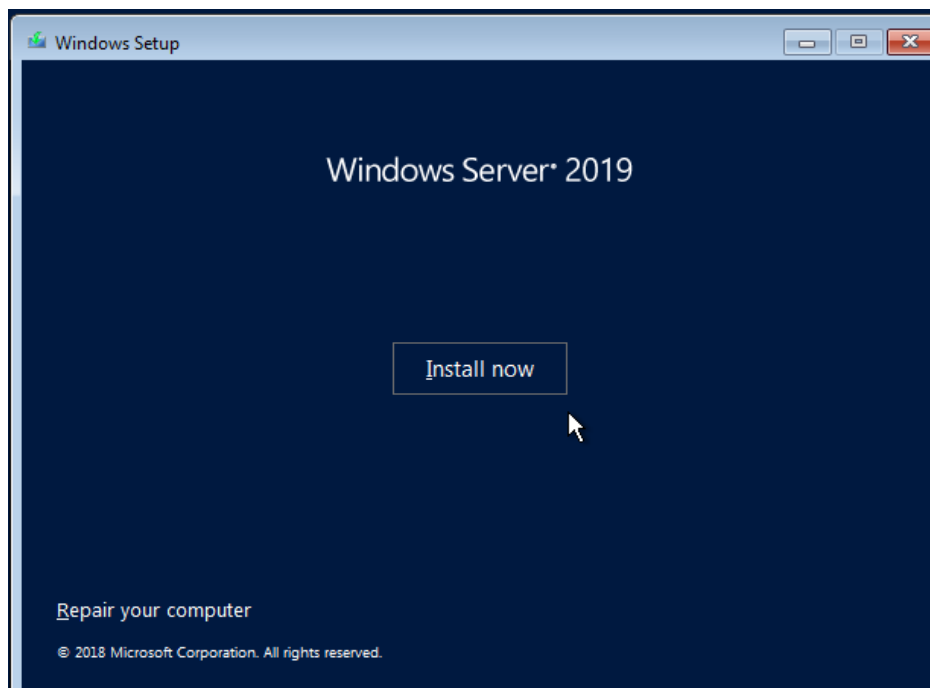 Windows Setup
Windows Server® 2019
Install now
Repair your computer
© 2018 Microsoft Corporation. All rights reserved.